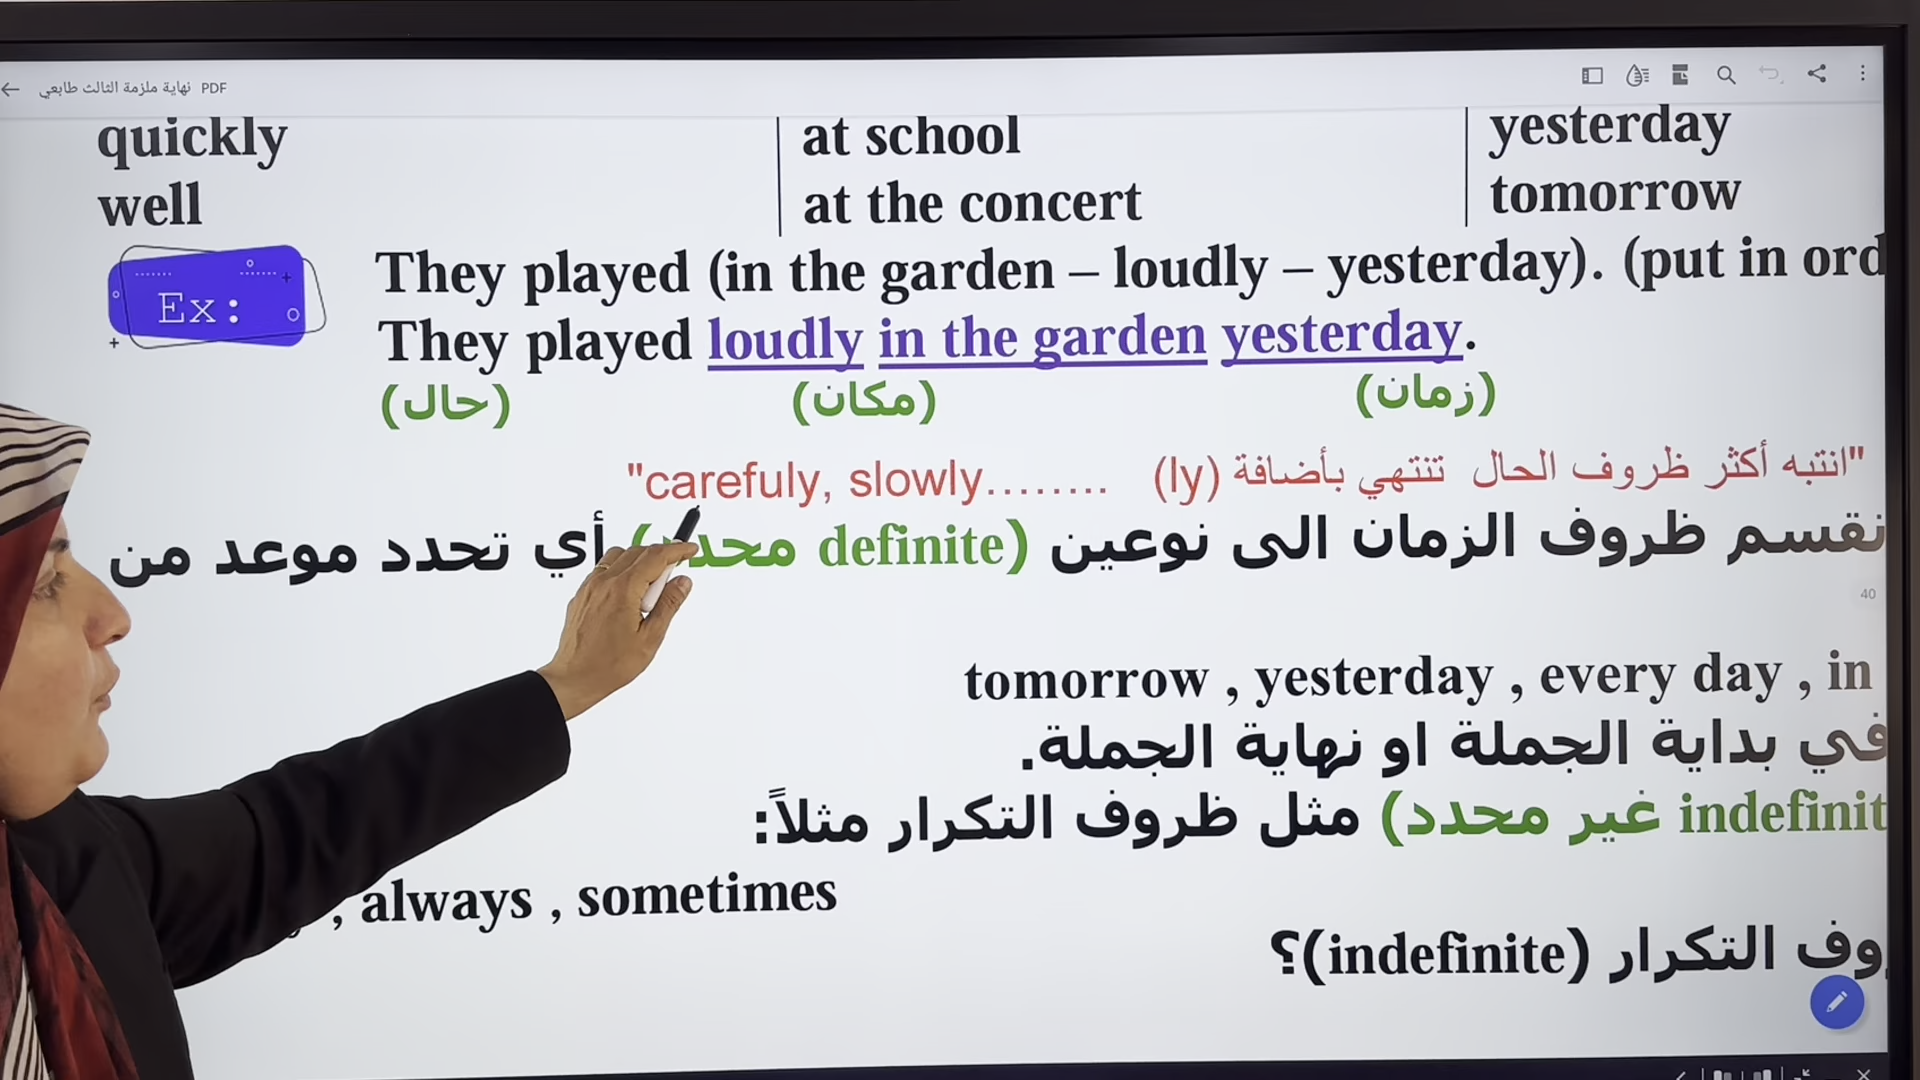 نهاية ملزمة الثالث طابعي PDF
quickly at school yesterday
well at the concert tomorrow
Ex:
They played (in the garden – loudly – yesterday). (put in ord
They played loudly in the garden yesterday.
(حال) (مكان) (زمان)
"انتبه أكثر ظروف الحال تنتهي بأضافة (ly) ........carefuly, slowly"
نقسم ظروف الزمان الى نوعين (definite محدد) أي تحدد موعد من
40
tomorrow , yesterday , every day , in
في بداية الجملة او نهاية الجملة.
indefinit غير محدد) مثل ظروف التكرار مثلاً:
, always , sometimes
وف التكرار (indefinite)؟